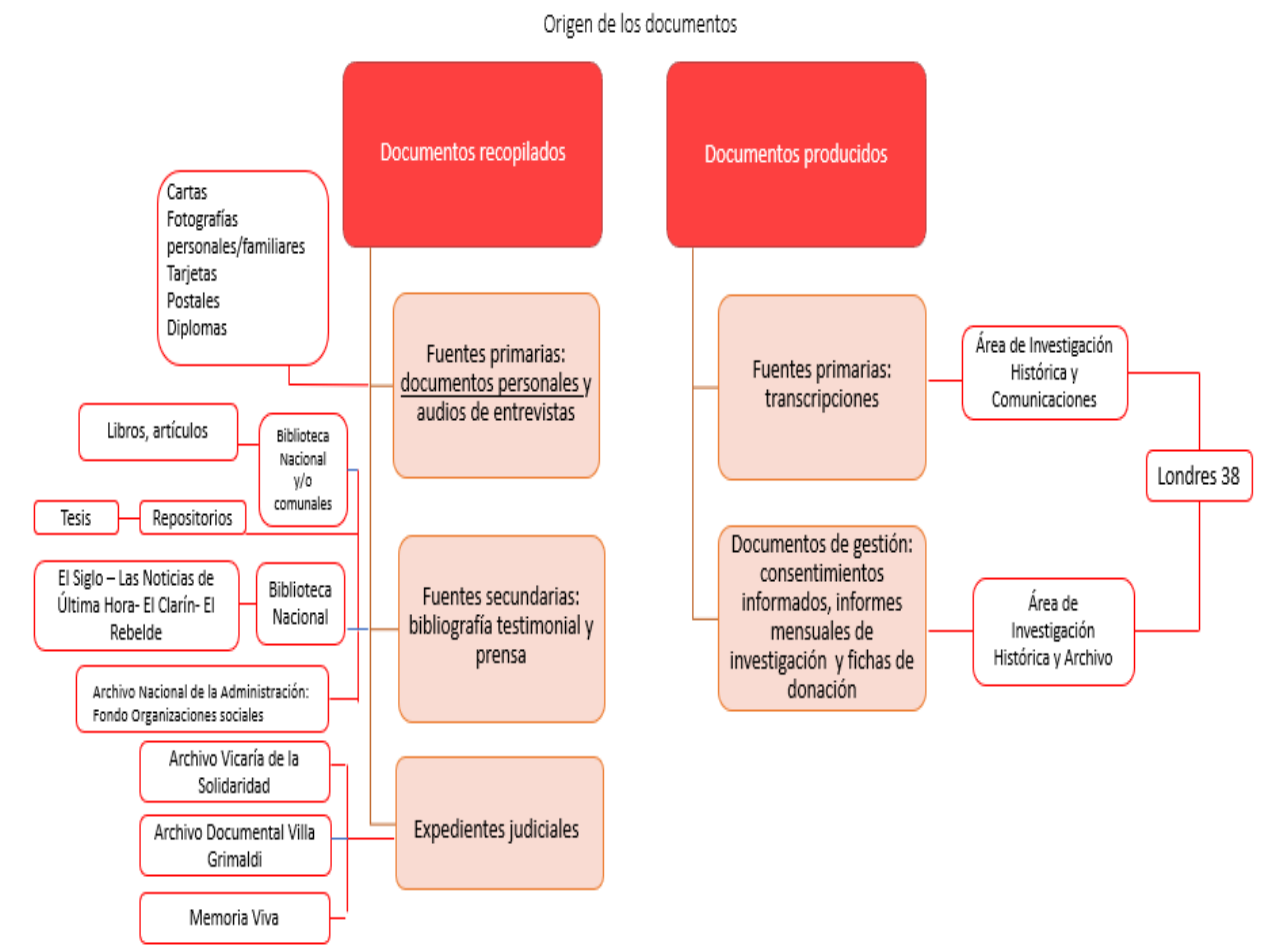 Origen de los documentos
Documentos recopilados
Documentos producidos
Cartas
Fotografías
personales/familiares
Tarjetas
Postales
Diplomas
Fuentes primarias:
documentos personales y
audios de entrevistas
Fuentes primarias:
transcripciones
Área de Investigación
Histórica y
Comunicaciones
Libros, artículos
Biblioteca
Nacional
y/o
comunales
Londres 38
Tesis
Repositorios
El Siglo – Las Noticias de
Última Hora- El Clarín- El
Rebelde
Biblioteca
Nacional
Fuentes secundarias:
bibliografía testimonial y
prensa
Documentos de gestión:
consentimientos
informados, informes
mensuales de
investigación y fichas de
donación
Área de
Investigación
Histórica y Archivo
Archivo Nacional de la Administración:
Fondo Organizaciones sociales
Archivo Vicaría de la
Solidaridad
Archivo Documental Villa
Grimaldi
Memoria Viva
Expedientes judiciales